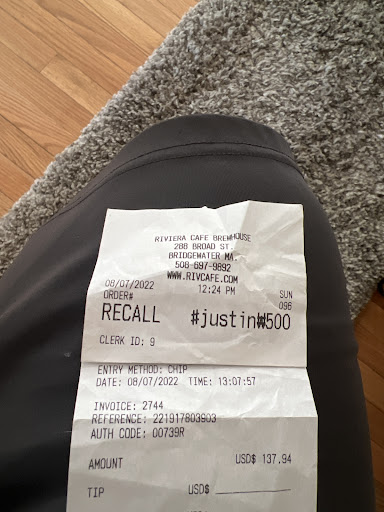 RIVIERA CAFE BREWHOUSE
288 BROAD ST.
BRIDGEWATER MA.
508-697-9892
WWW.RIVCAFE.COM
08/07/2022 12:24 PM SUN
ORDER# 096
RECALL #justin#500
CLERK ID: 9
ENTRY METHOD: CHIP
DATE: 08/07/2022 TIME: 13:07:57
INVOICE: 2744
REFERENCE: 221917803903
AUTH CODE: 00739R
AMOUNT USD$ 137.94
TIP USD$